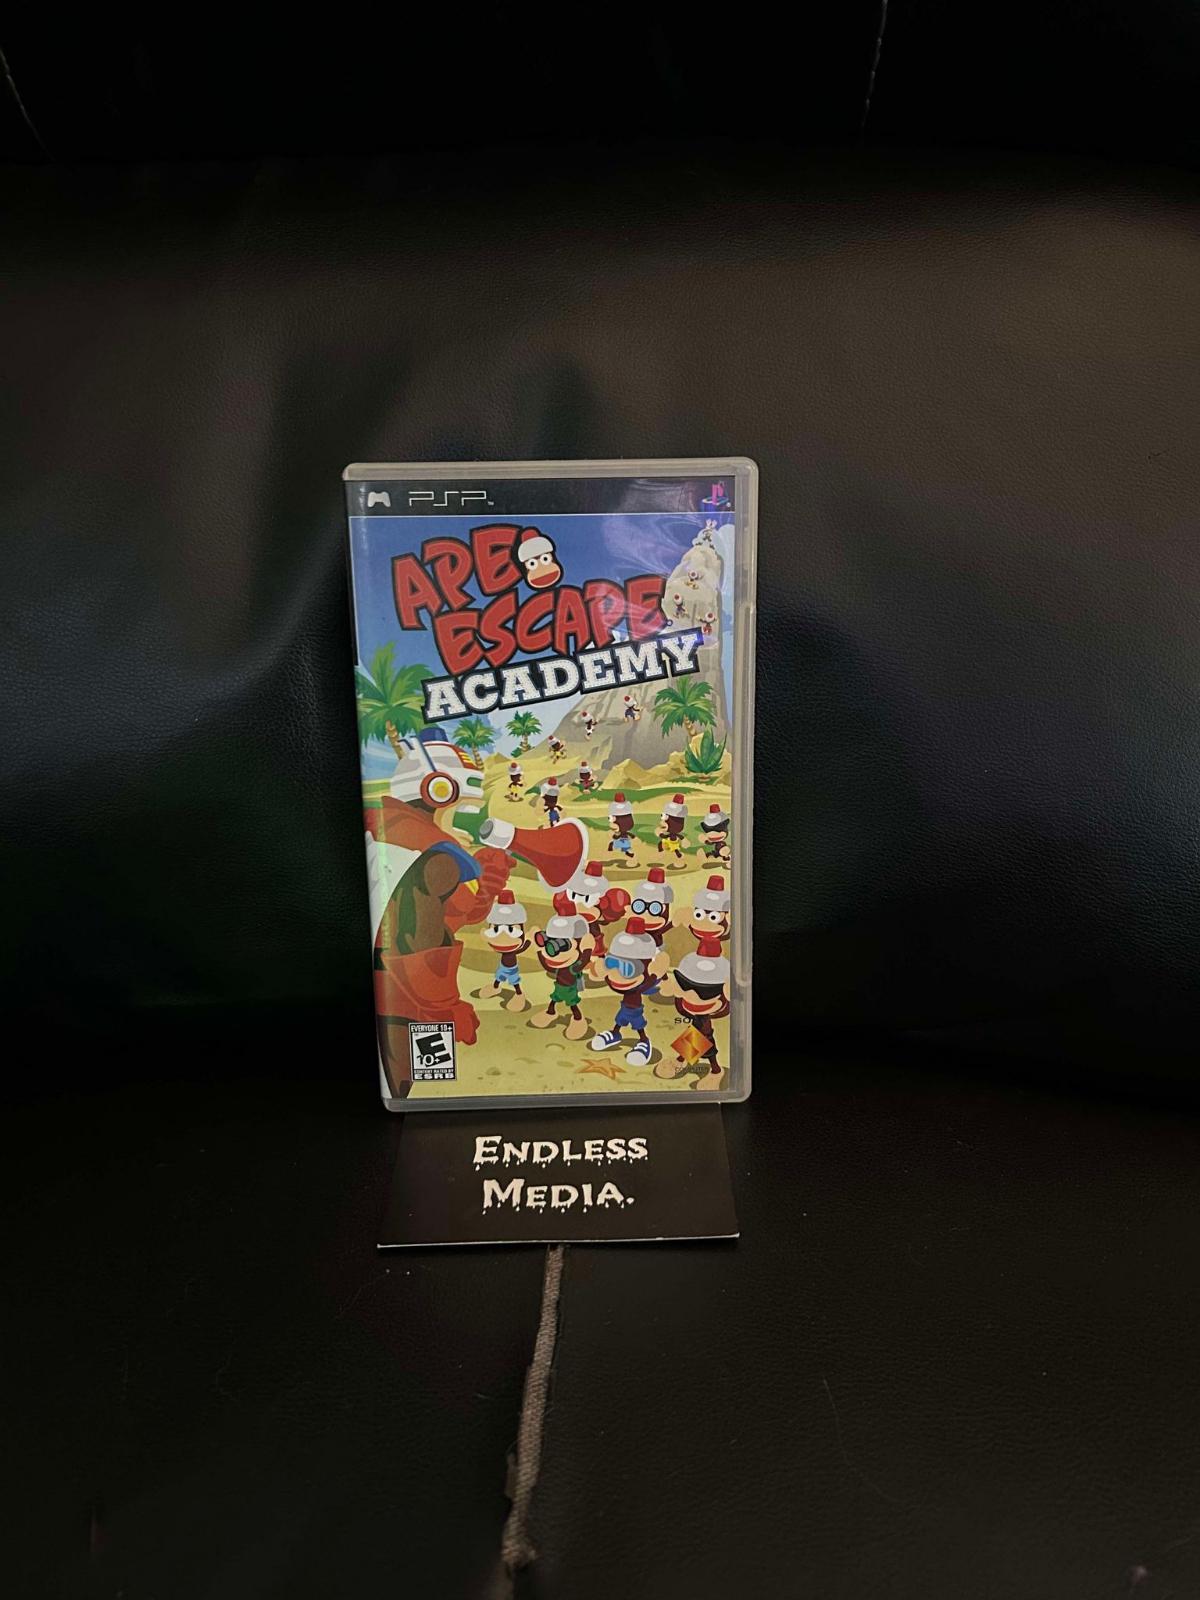 PSP
APE
ESCAPE
ACADEMY
EVERYONE 10+
E
10+
CONTENT RATED BY
ESRB
ENDLESS
MEDIA.